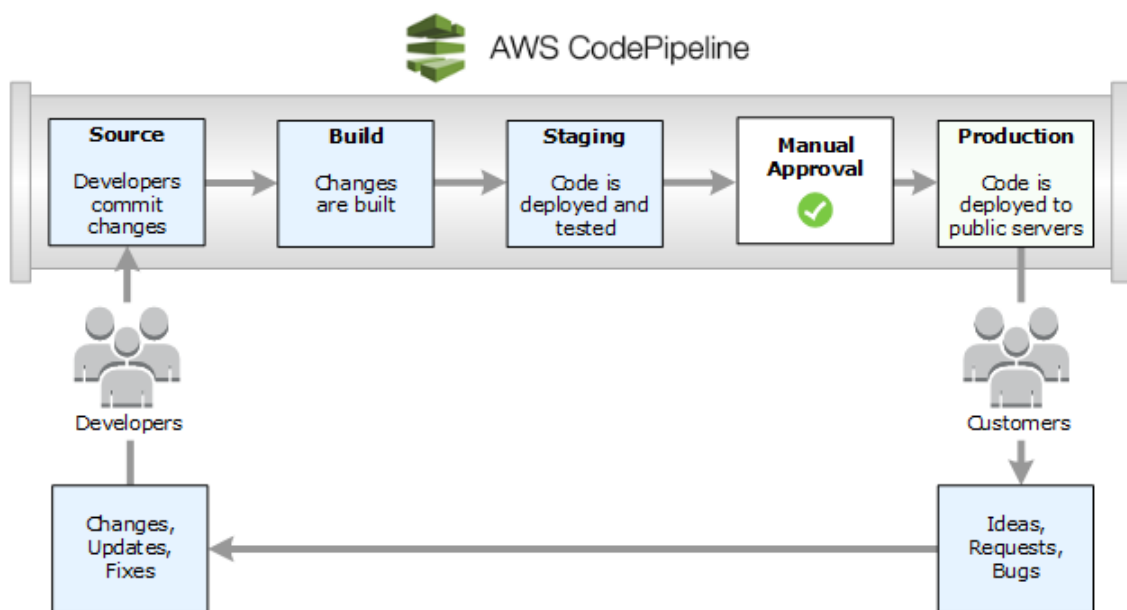 AWS CodePipeline
Source
Developers
commit
changes
Build
Changes
are built
Staging
Code is
deployed and
tested
Manual
Approval
Production
Code is
deployed to
public servers
Developers
Customers
Changes,
Updates,
Fixes
Ideas,
Requests,
Bugs